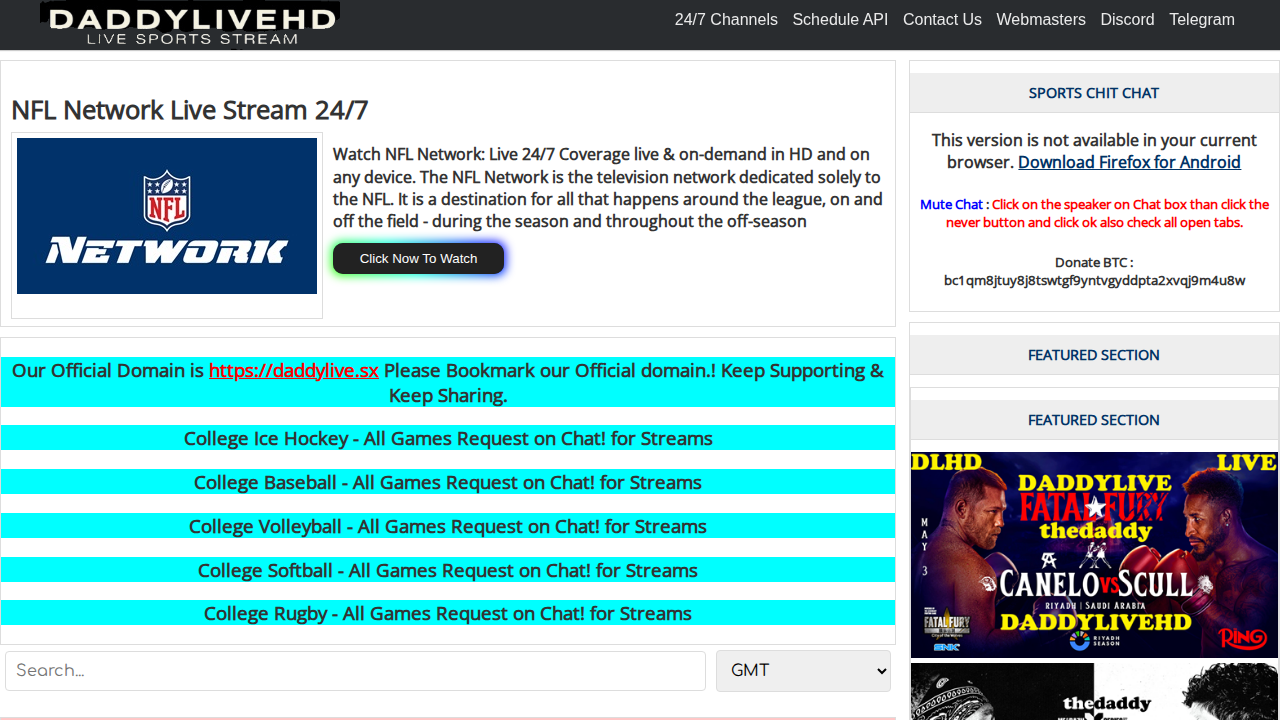 DADDYLIVEHD
LIVE SPORTS STREAM
24/7 Channels Schedule API Contact Us Webmasters Discord Telegram
NFL Network Live Stream 24/7
NFL
NETWORK
Watch NFL Network: Live 24/7 Coverage live & on-demand in HD and on
any device. The NFL Network is the television network dedicated solely to
the NFL. It is a destination for all that happens around the league, on and
off the field - during the season and throughout the off-season
Click Now To Watch
Our Official Domain is https://daddylive.sx Please Bookmark our Official domain.! Keep Supporting &
Keep Sharing.
College Ice Hockey - All Games Request on Chat! for Streams
College Baseball - All Games Request on Chat! for Streams
College Volleyball - All Games Request on Chat! for Streams
College Softball - All Games Request on Chat! for Streams
College Rugby - All Games Request on Chat! for Streams
Search...
GMT
SPORTS CHIT CHAT
This version is not available in your current
browser. Download Firefox for Android
Mute Chat : Click on the speaker on Chat box than click the
never button and click ok also check all open tabs.
Donate BTC :
bc1qm8jtuy8j8tswtgf9yntvgyddpta2xvqj9m4u8w
FEATURED SECTION
FEATURED SECTION
DLHD LIVE
DADDYLIVE
FATAL FURY
thedaddy
MAY 3
CANELO VS SCULL
RIYADH | SAUDI ARABIA
DADDYLIVEHD
FATAL FURY
City of the Wolves
SNK
RIYADH
SEASON
RING
thedaddy